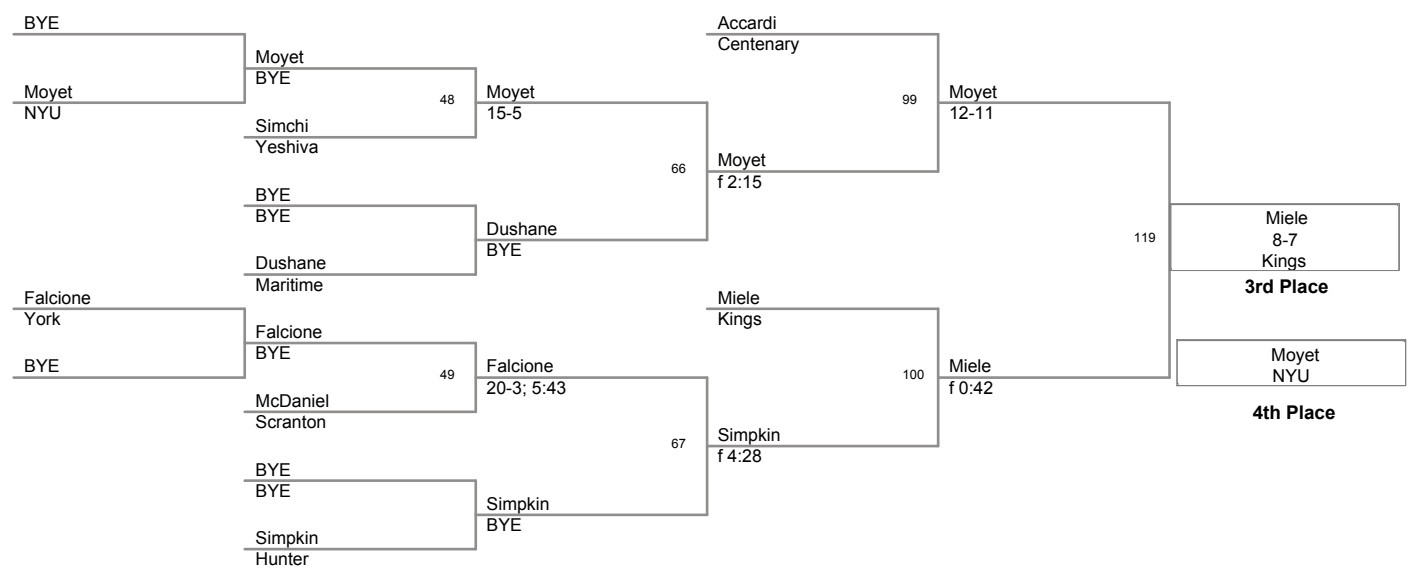 BYE
Moyet
NYU
Moyet
BYE
48
Simchi
Yeshiva
Moyet
15-5
BYE
BYE
Dushane
Maritime
Dushane
BYE
66
Moyet
f 2:15
Accardi
Centenary
99
Moyet
12-11
Falcione
York
BYE
Falcione
BYE
49
McDaniel
Scranton
Falcione
20-3; 5:43
BYE
BYE
Simpkin
Hunter
Simpkin
BYE
67
Simpkin
f 4:28
Miele
Kings
100
Miele
f 0:42
119
Miele
8-7
Kings
3rd Place
Moyet
NYU
4th Place